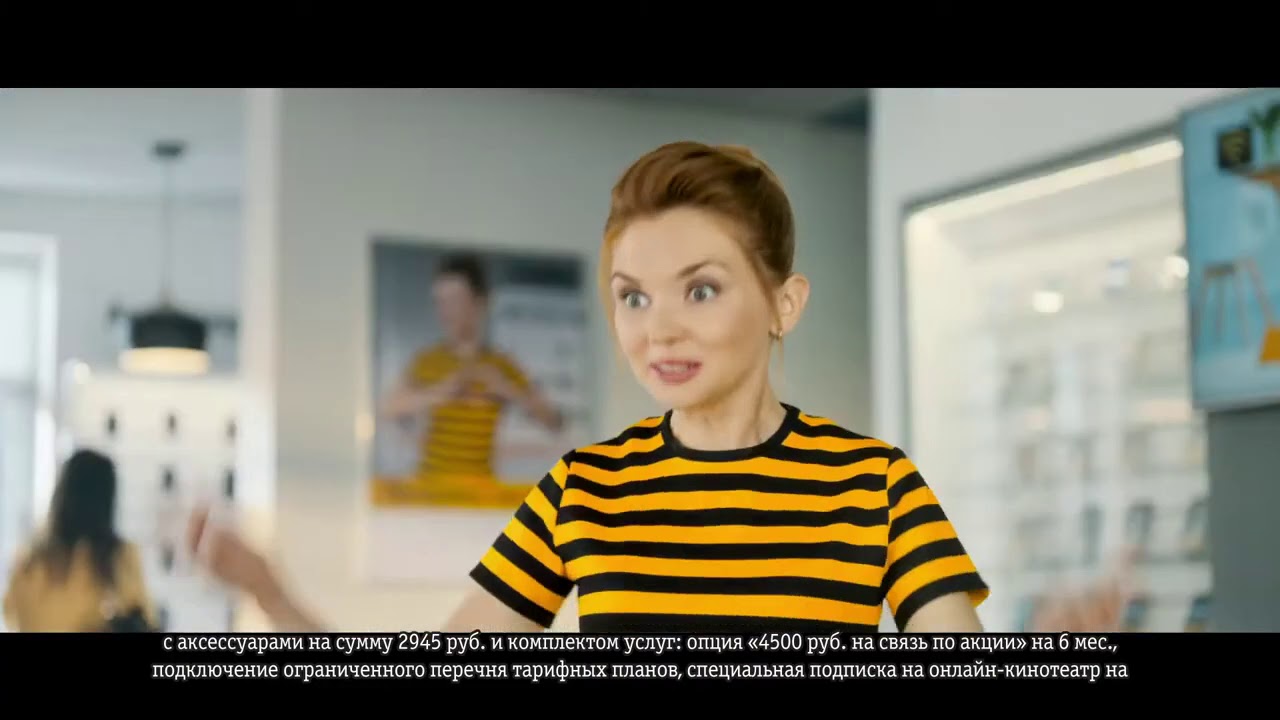 с аксессуарами на сумму 2945 руб. и комплектом услуг: опция «4500 руб. на связь по акции» на 6 мес.,
подключение ограниченного перечня тарифных планов, специальная подписка на онлайн-кинотеатр на